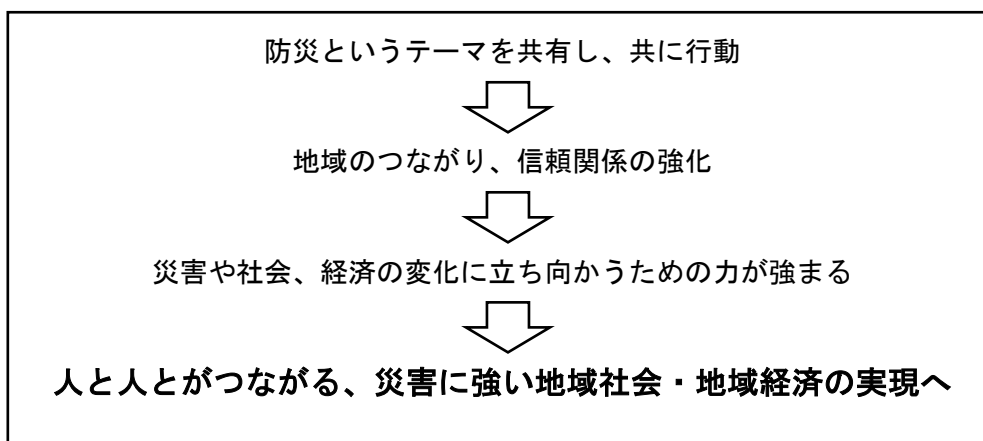 防災というテーマを共有し、共に行動
地域のつながり、信頼関係の強化
災害や社会、経済の変化に立ち向かうための力が強まる
人と人とがつながる、災害に強い地域社会・地域経済の実現へ